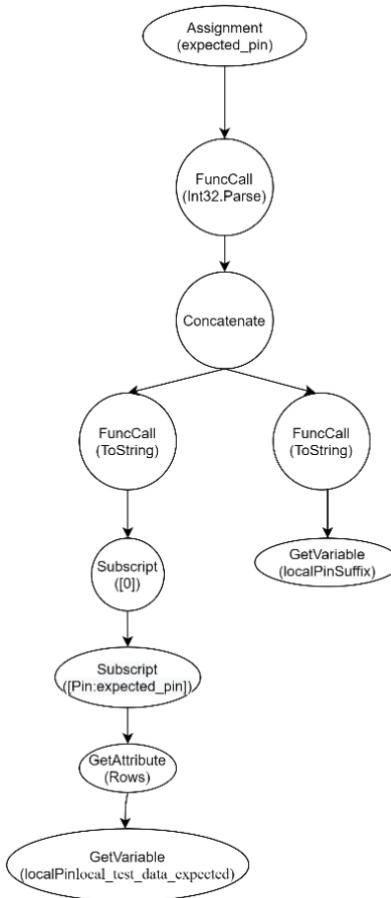 Assignment
(expected_pin)
FuncCall
(Int32.Parse)
Concatenate
FuncCall
(ToString)
FuncCall
(ToString)
Subscript
([0])
GetVariable
(localPinSuffix)
Subscript
([Pin:expected_pin])
GetAttribute
(Rows)
GetVariable
(localPinlocal_test_data_expected)